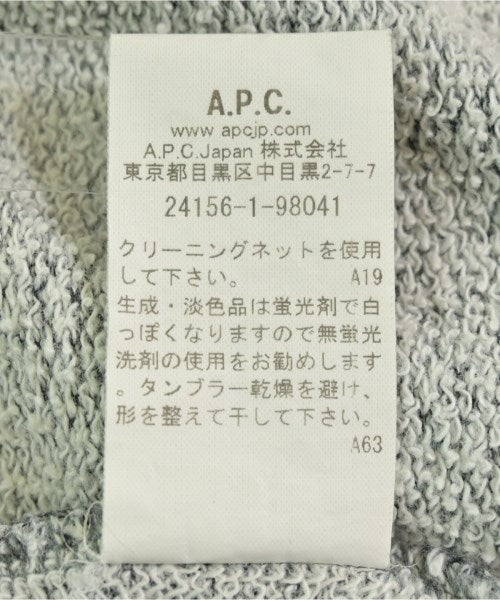 A.P.C.
www.apcjp.com
A.P.C.Japan 株式会社
東京都目黒区中目黒2-7-7
24156-1-98041
クリーニングネットを使用
して下さい。 A19
生成・淡色品は蛍光剤で白
っぽくなりますので無蛍光
洗剤の使用をお勧めします
。タンブラー乾燥を避け、
形を整えて干して下さい。
A63